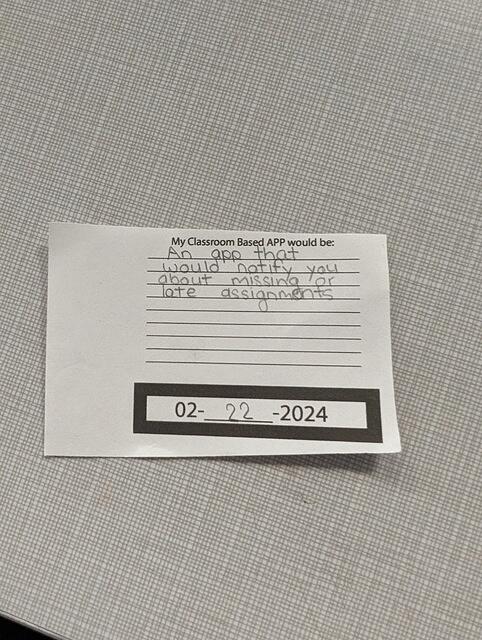 My Classroom Based APP would be:
An app that
would notify you
about missing or
late assignments
02-22-2024